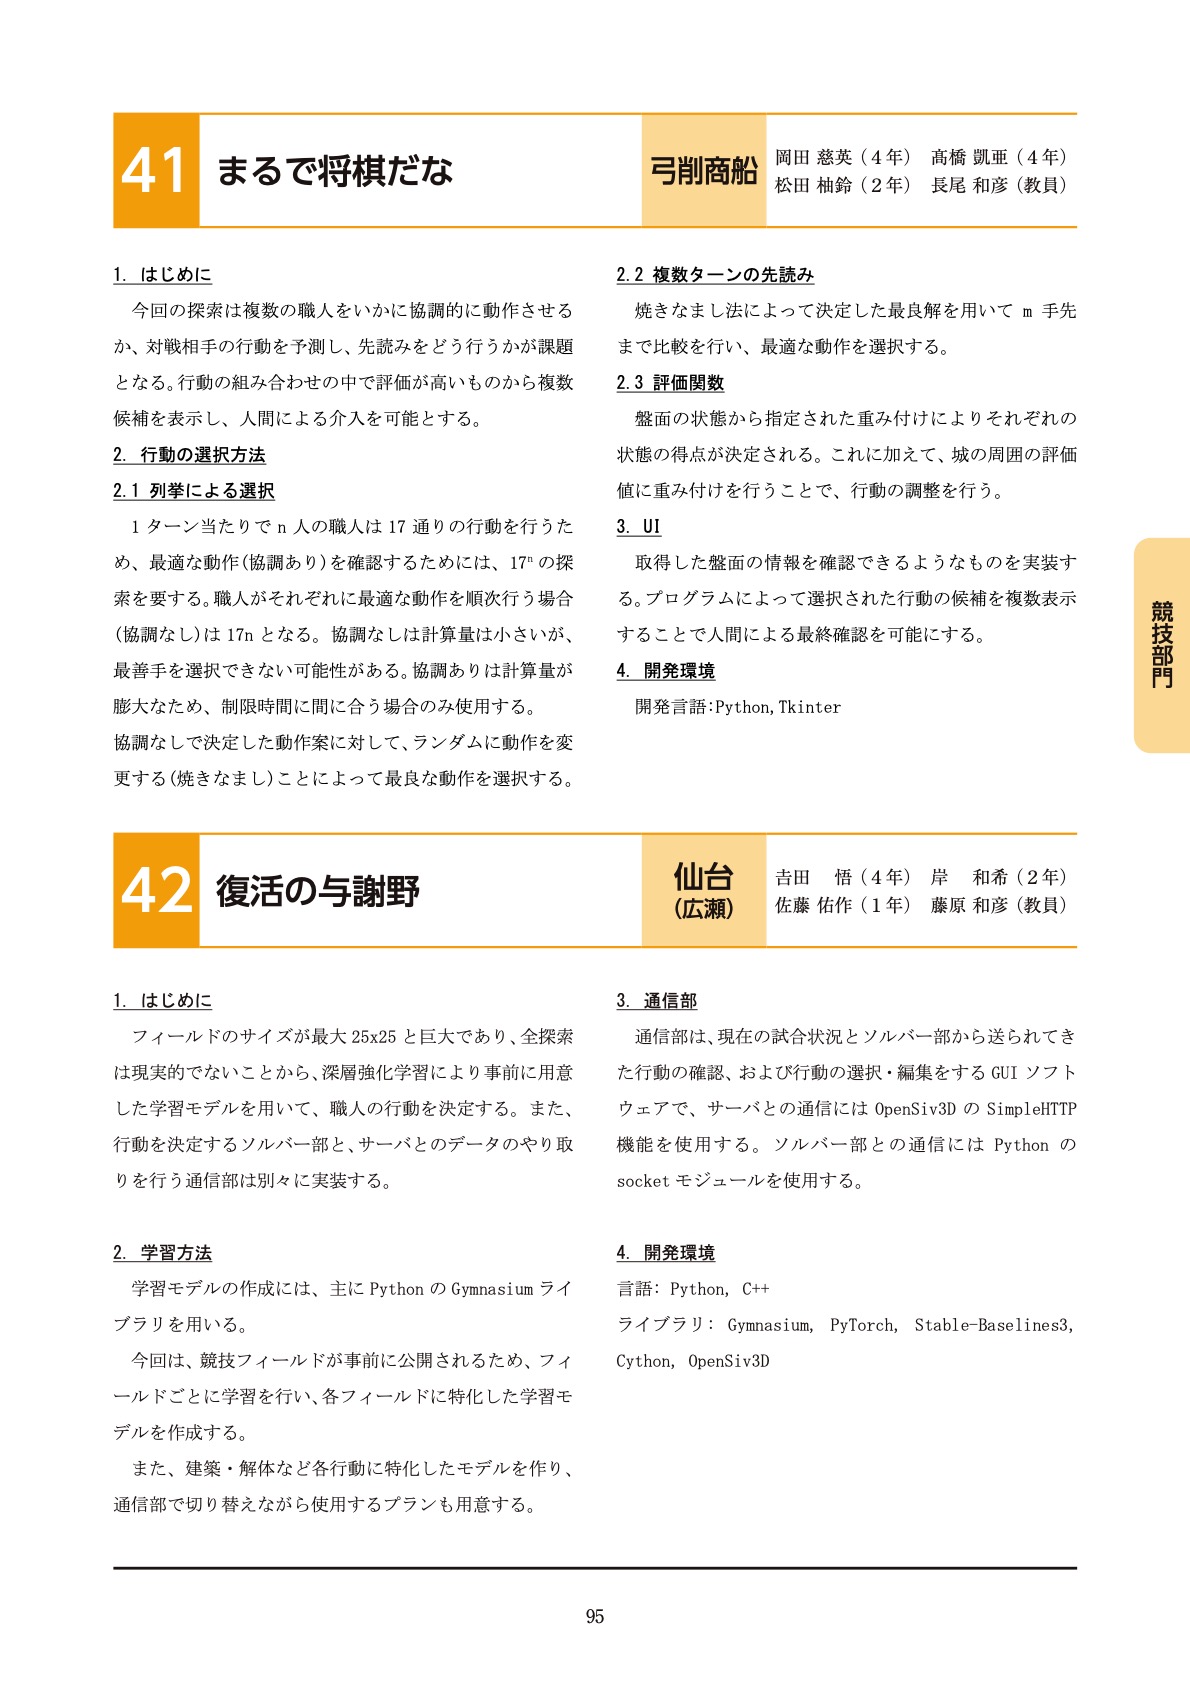 41 まるで将棋だな
弓削商船
岡田 慈英（４年） 髙橋 凱亜（４年）
松田 柚鈴（２年） 長尾 和彦（教員）
1. はじめに
今回の探索は複数の職人をいかに協調的に動作させる
か、対戦相手の行動を予測し、先読みをどう行うかが課題
となる。行動の組み合わせの中で評価が高いものから複数
候補を表示し、人間による介入を可能とする。
2. 行動の選択方法
2.1 列挙による選択
1 ターン当たりで n 人の職人は 17 通りの行動を行うた
め、最適な動作(協調あり)を確認するためには、17ⁿ の探
索を要する。職人がそれぞれに最適な動作を順次行う場合
(協調なし)は 17n となる。協調なしは計算量は小さいが、
最善手を選択できない可能性がある。協調ありは計算量が
膨大なため、制限時間に間に合う場合のみ使用する。
協調なしで決定した動作案に対して、ランダムに動作を変
更する(焼きなまし)ことによって最良な動作を選択する。
2.2 複数ターンの先読み
焼きなまし法によって決定した最良解を用いて m 手先
まで比較を行い、最適な動作を選択する。
2.3 評価関数
盤面の状態から指定された重み付けによりそれぞれの
状態の得点が決定される。これに加えて、城の周囲の評価
値に重み付けを行うことで、行動の調整を行う。
3. UI
取得した盤面の情報を確認できるようなものを実装す
る。プログラムによって選択された行動の候補を複数表示
することで人間による最終確認を可能にする。
4. 開発環境
開発言語:Python,Tkinter
競技部門
42 復活の与謝野
仙台
（広瀬）
吉田 悟（４年） 岸 和希（２年）
佐藤 佑作（１年） 藤原 和彦（教員）
1. はじめに
フィールドのサイズが最大 25x25 と巨大であり、全探索
は現実的でないことから、深層強化学習により事前に用意
した学習モデルを用いて、職人の行動を決定する。また、
行動を決定するソルバー部と、サーバとのデータのやり取
りを行う通信部は別々に実装する。
2. 学習方法
学習モデルの作成には、主に Python の Gymnasium ライ
ブラリを用いる。
今回は、競技フィールドが事前に公開されるため、フィ
ールドごとに学習を行い、各フィールドに特化した学習モ
デルを作成する。
また、建築・解体など各行動に特化したモデルを作り、
通信部で切り替えながら使用するプランも用意する。
3. 通信部
通信部は、現在の試合状況とソルバー部から送られてき
た行動の確認、および行動の選択・編集をする GUI ソフト
ウェアで、サーバとの通信には OpenSiv3D の SimpleHTTP
機能を使用する。ソルバー部との通信には Python の
socket モジュールを使用する。
4. 開発環境
言語: Python, C++
ライブラリ: Gymnasium, PyTorch, Stable-Baselines3,
Cython, OpenSiv3D
95